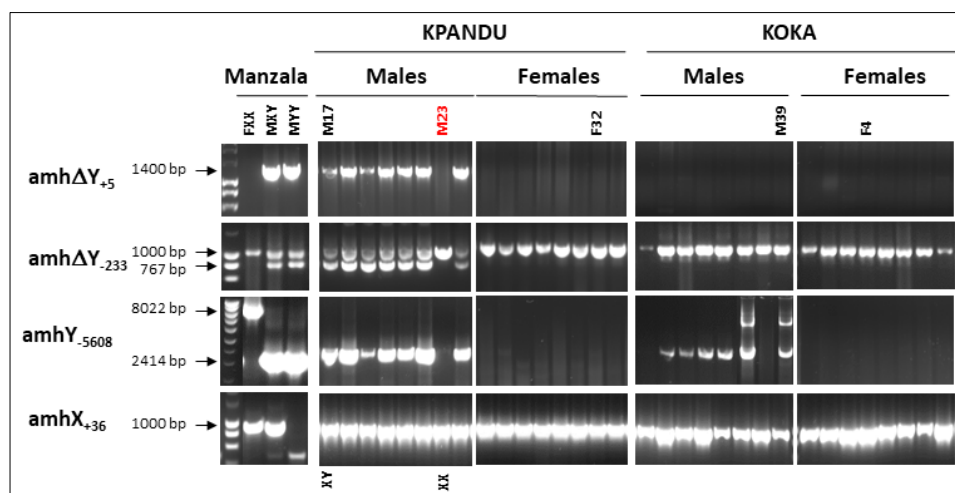 KPANDU KOKA
Manzala Males Females Males Females
FXX MXY MYY M17 M23 F32 M39 F4
amhΔY+5 1400 bp
amhΔY-233 1000 bp
767 bp
8022 bp
amhY-5608
2414 bp
amhX+36 1000 bp
XY XX